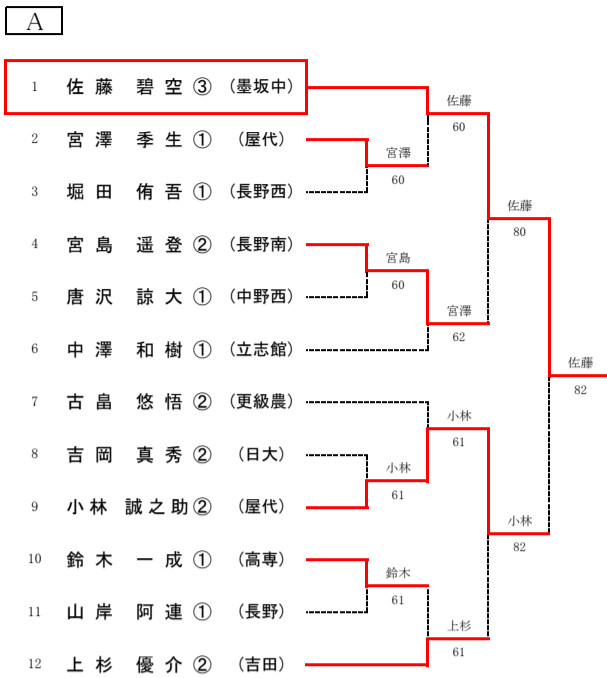 A
1 佐藤 碧空③ (墨坂中)
佐藤
60
2 宮澤 季生① (屋代)
宮澤
60
3 堀田 侑吾① (長野西)
佐藤
80
4 宮島 遥登② (長野南)
宮島
60
5 唐沢 諒大① (中野西)
宮澤
62
6 中澤 和樹① (立志館)
佐藤
82
7 古畠 悠悟② (更級農)
小林
61
8 吉岡 真秀② (日大)
小林
61
9 小林 誠之助② (屋代)
小林
82
10 鈴木 一成① (高専)
鈴木
61
11 山岸 阿連① (長野)
上杉
61
12 上杉 優介② (吉田)